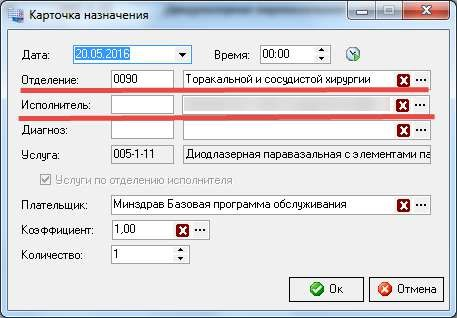 Карточка назначения
Дата: 20.05.2016 Время: 00:00
Отделение: 0090 Торакальной и сосудистой хирургии
Исполнитель:
Диагноз:
Услуга: 005-1-11 Диодлазерная паравазальная с элементами па
Услуги по отделению исполнителя
Плательщик: Минздрав Базовая программа обслуживания
Коэффициент: 1,00
Количество: 1
Ок Отмена